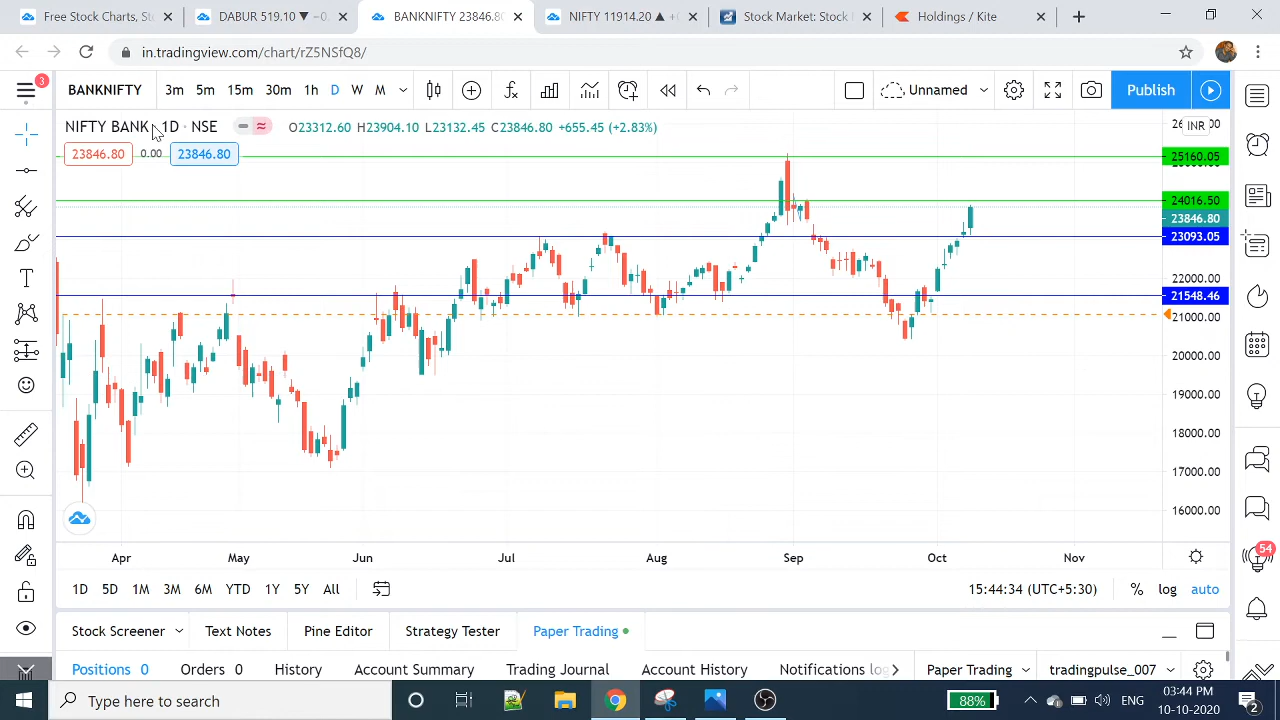 Free Stock Charts, S
DABUR 519.10 ▼ −0.
BANKNIFTY 23846.80
NIFTY 11914.20 ▲ +0
Stock Market: Stock
Holdings / Kite
in.tradingview.com/chart/rZ5NSfQ8/
3
BANKNIFTY
3m 5m 15m 30m 1h D W M
Unnamed
Publish
NIFTY BANK · 1D · NSE
O23312.60 H23904.10 L23132.45 C23846.80 +655.45 (+2.83%)
INR
23846.80 0.00 23846.80
25160.05
24016.50
23846.80
23093.05
22000.00
21548.46
21000.00
20000.00
19000.00
18000.00
17000.00
16000.00
Apr May Jun Jul Aug Sep Oct Nov
54
1D 5D 1M 3M 6M YTD 1Y 5Y All
15:44:34 (UTC+5:30) % log auto
Stock Screener Text Notes Pine Editor Strategy Tester Paper Trading
Positions 0 Orders 0 History Account Summary Trading Journal Account History Notifications log Paper Trading tradingpulse_007
Type here to search
88%
ENG
03:44 PM
10-10-2020
2